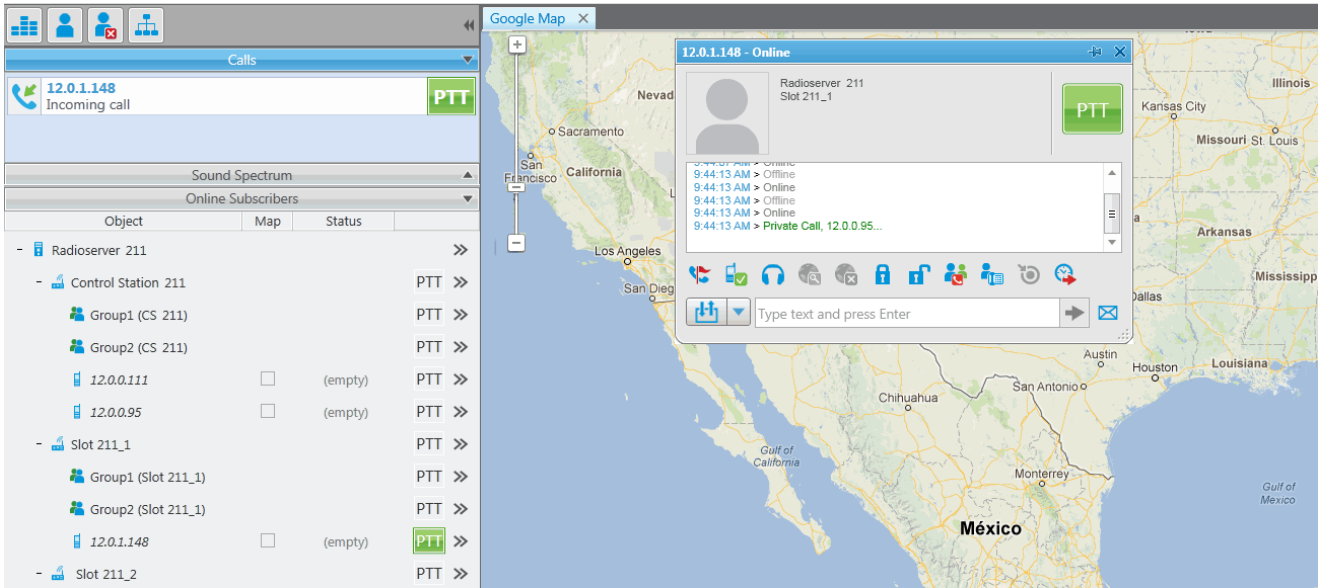 Google Map
Calls
12.0.1.148
Incoming call
PTT
Sound Spectrum
Online Subscribers
Object Map Status
Radioserver 211
Control Station 211 PTT
Group1 (CS 211) PTT
Group2 (CS 211) PTT
12.0.0.111 (empty) PTT
12.0.0.95 (empty) PTT
Slot 211_1 PTT
Group1 (Slot 211_1) PTT
Group2 (Slot 211_1) PTT
12.0.1.148 (empty) PTT
Slot 211_2 PTT
12.0.1.148 - Online
Radioserver 211
Slot 211_1
PTT
9:44:13 AM > Offline
9:44:13 AM > Online
9:44:13 AM > Offline
9:44:13 AM > Online
9:44:13 AM > Private Call, 12.0.0.95...
Type text and press Enter
Nevad
Sacramento
San
Francisco
California
Los Angeles
San Dieg
Illinois
Kansas City
Missouri
St. Louis
Arkansas
Mississipp
Dallas
Austin
Houston
Louisiana
San Antonio
Chihuahua
Gulf of
California
Monterrey
Gulf of
Mexico
México